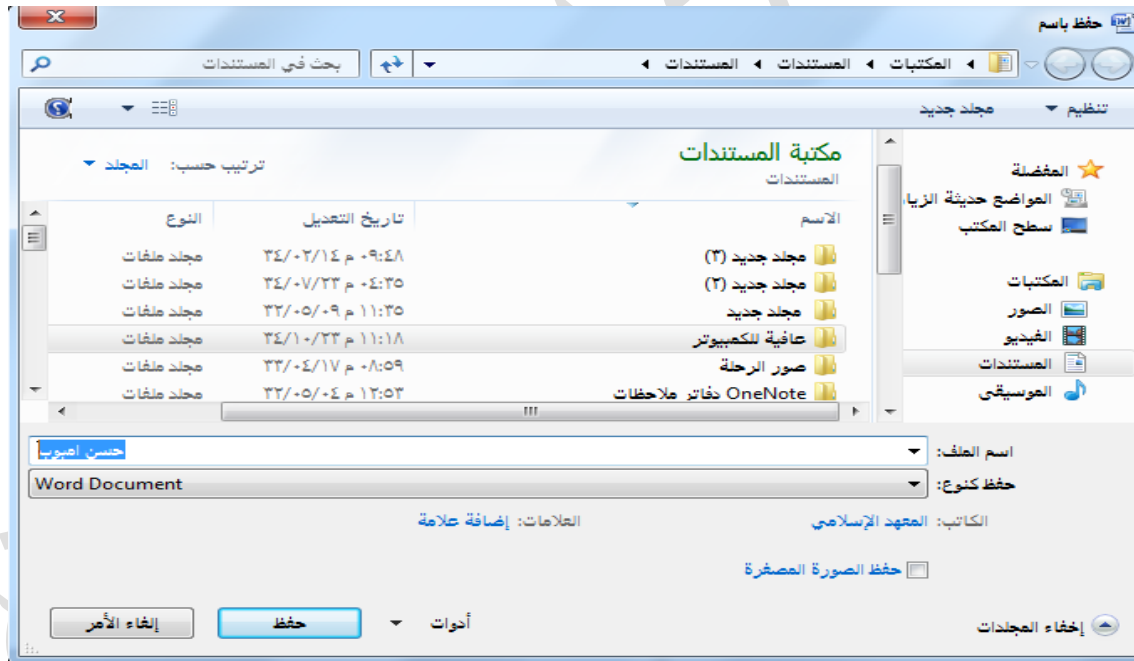 حفظ باسم
المكتبات ◂ المستندات ◂ المستندات ◂ بحث في المستندات
تنظيم مجلد جديد
المفضلة
المواضع حديثة الزيا
سطح المكتب
المكتبات
الصور
الفيديو
المستندات
الموسيقى
مكتبة المستندات
المستندات
ترتيب حسب: المجلد
الاسم تاريخ التعديل النوع
مجلد جديد (٣) ٠٩:٤٨ م ٣٤/٠٢/١٤ مجلد ملفات
مجلد جديد (٢) ٠٤:٣٥ م ٣٤/٠٧/٢٣ مجلد ملفات
مجلد جديد ١١:٣٥ م ٣٢/٠٥/٠٩ مجلد ملفات
عافية للكمبيوتر ١١:١٨ م ٣٤/١٠/٢٣ مجلد ملفات
صور الرحلة ٠٨:٥٩ م ٣٣/٠٤/١٧ مجلد ملفات
دفاتر ملاحظات OneNote ١٢:٥٣ م ٣٣/٠٥/٠٤ مجلد ملفات
اسم الملف: حسن امبوب
حفظ كنوع: Word Document
الكاتب: المعهد الإسلامي العلامات: إضافة علامة
حفظ الصورة المصغرة
إخفاء المجلدات أدوات حفظ إلغاء الأمر